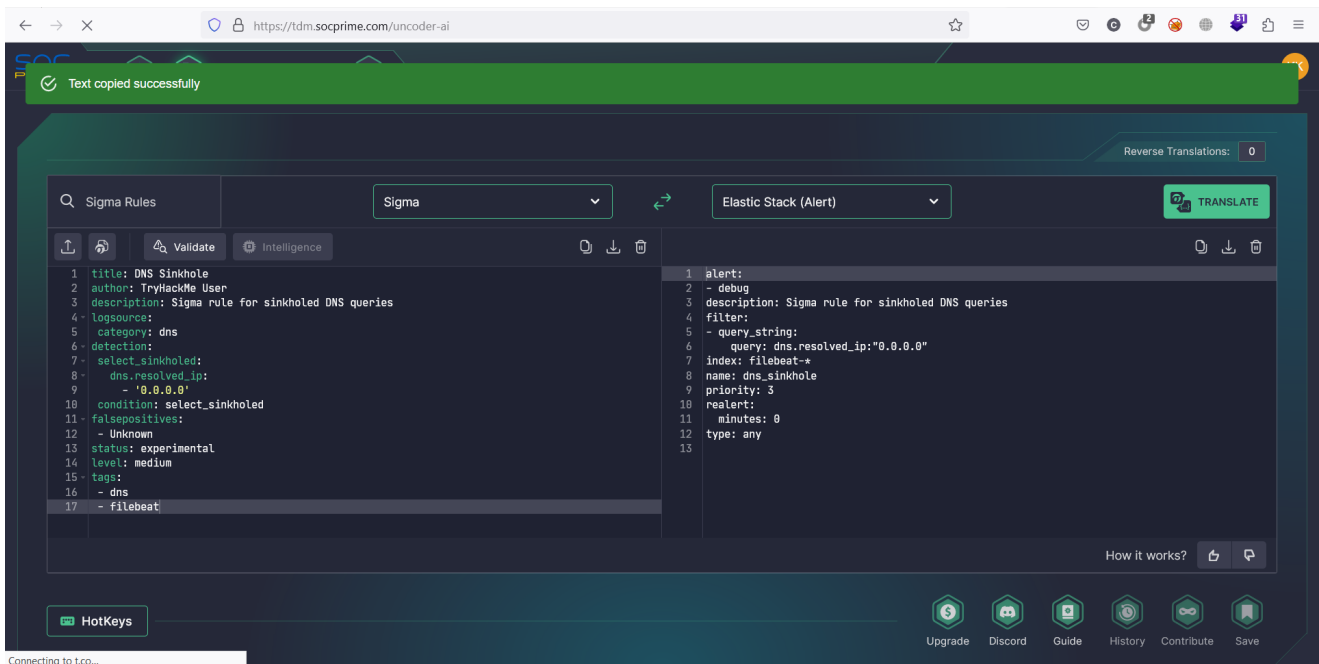 https://tdm.socprime.com/uncoder-ai
2
31
Text copied successfully
Reverse Translations: 0
Sigma Rules
Sigma
Elastic Stack (Alert)
TRANSLATE
Validate
Intelligence
1 title: DNS Sinkhole
2 author: TryHackMe User
3 description: Sigma rule for sinkholed DNS queries
4 logsource:
5 category: dns
6 detection:
7 select_sinkholed:
8 dns.resolved_ip:
9 - '0.0.0.0'
10 condition: select_sinkholed
11 falsepositives:
12 - Unknown
13 status: experimental
14 level: medium
15 tags:
16 - dns
17 - filebeat
1 alert:
2 - debug
3 description: Sigma rule for sinkholed DNS queries
4 filter:
5 - query_string:
6 query: dns.resolved_ip:"0.0.0.0"
7 index: filebeat-*
8 name: dns_sinkhole
9 priority: 3
10 realert:
11 minutes: 0
12 type: any
13
How it works?
HotKeys
Upgrade
Discord
Guide
History
Contribute
Save
Connecting to t.co...